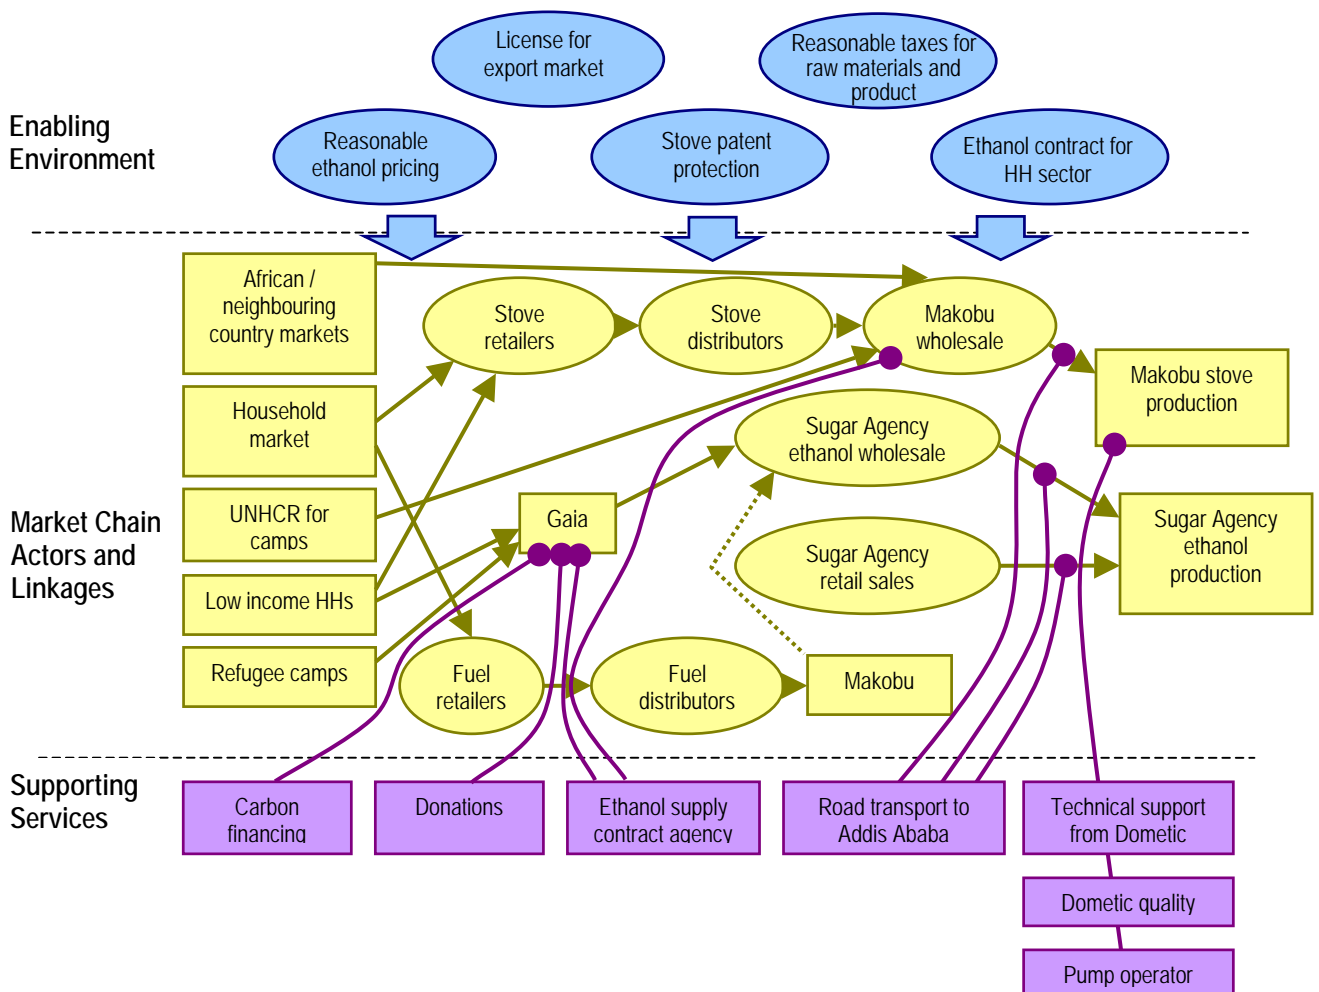 License for
export market
Reasonable taxes for
raw materials and
product
Enabling
Environment
Reasonable
ethanol pricing
Stove patent
protection
Ethanol contract for
HH sector
African /
neighbouring
country markets
Stove
retailers
Stove
distributors
Makobu
wholesale
Makobu stove
production
Household
market
Sugar Agency
ethanol wholesale
Market Chain
Actors and
Linkages
UNHCR for
camps
Gaia
Sugar Agency
retail sales
Sugar Agency
ethanol
production
Low income HHs
Refugee camps
Fuel
retailers
Fuel
distributors
Makobu
Supporting
Services
Carbon
financing
Donations
Ethanol supply
contract agency
Road transport to
Addis Ababa
Technical support
from Dometic
Dometic quality
Pump operator